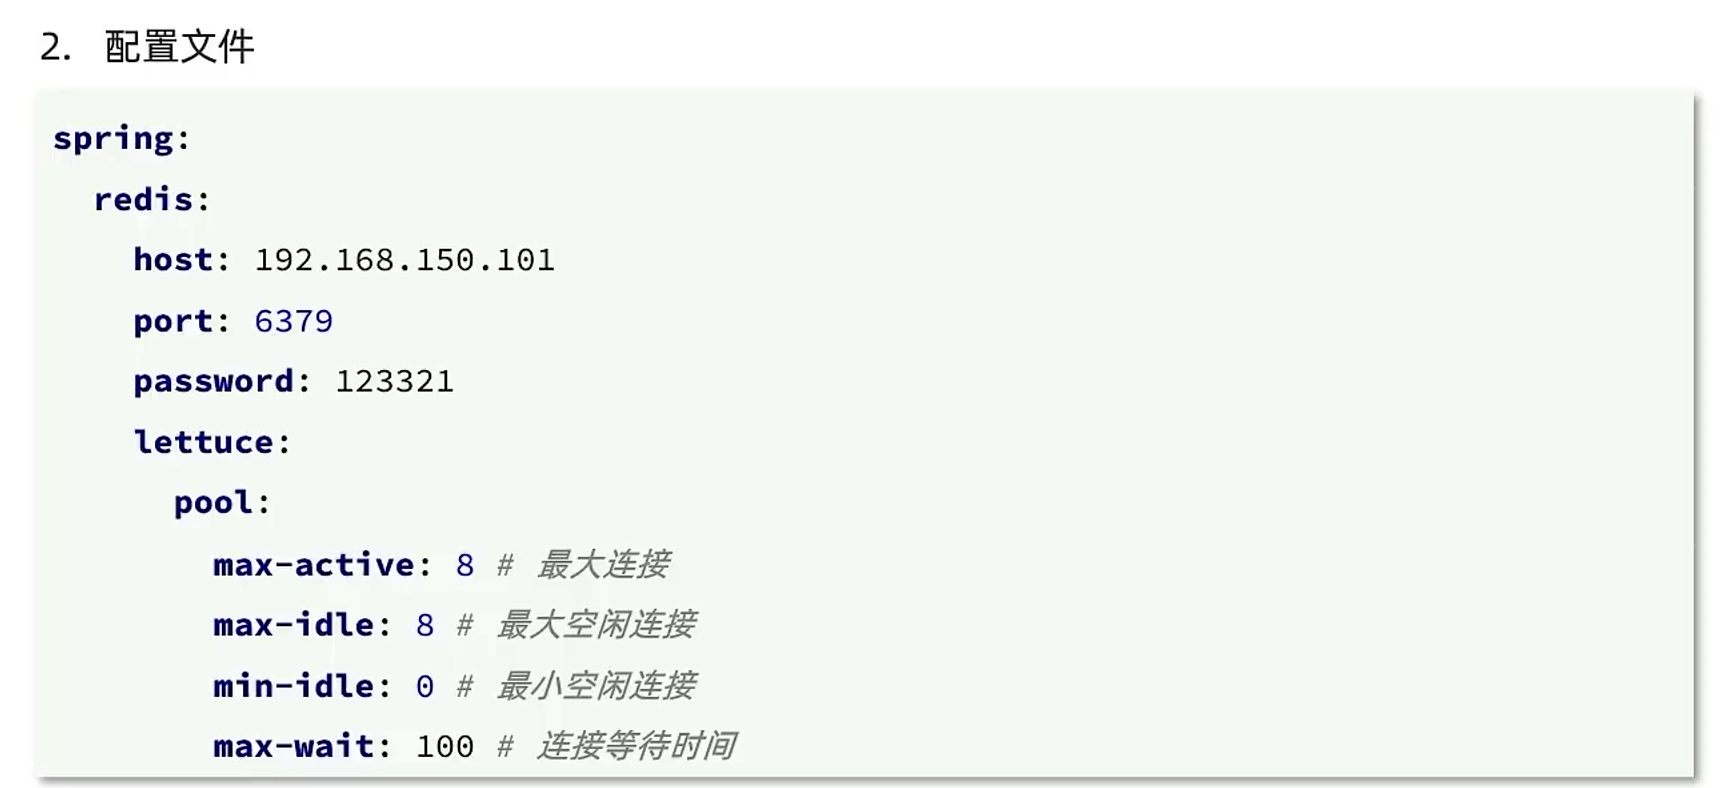 2. 配置文件
spring:
  redis:
    host: 192.168.150.101
    port: 6379
    password: 123321
    lettuce:
      pool:
        max-active: 8 # 最大连接
        max-idle: 8 # 最大空闲连接
        min-idle: 0 # 最小空闲连接
        max-wait: 100 # 连接等待时间